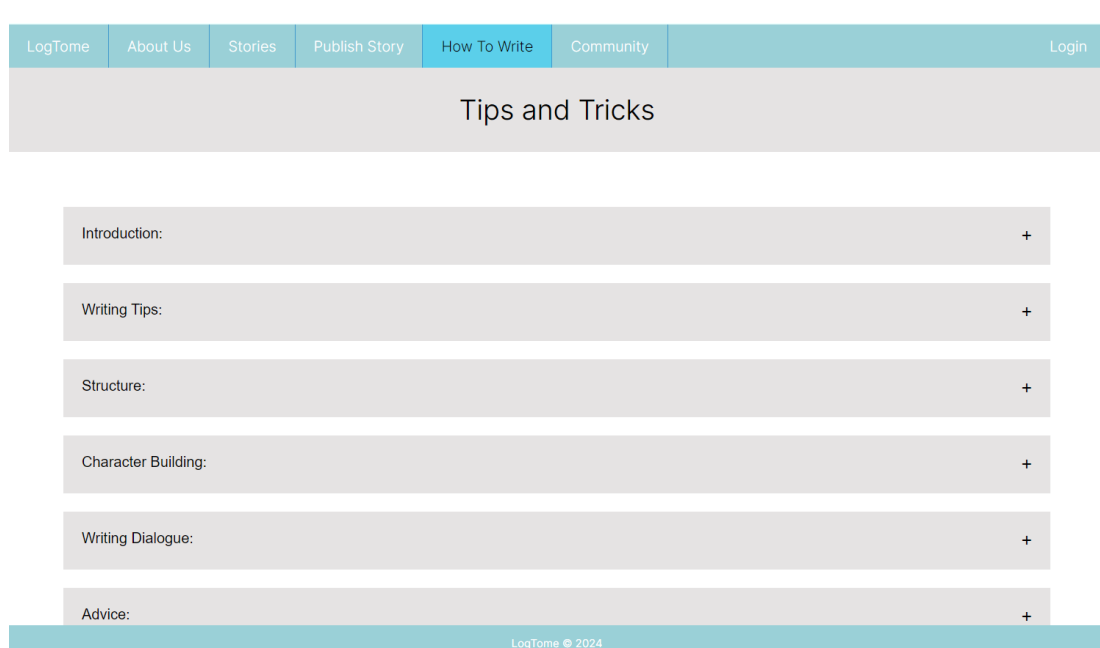 LogTome About Us Stories Publish Story How To Write Community Login
Tips and Tricks
Introduction: +
Writing Tips: +
Structure: +
Character Building: +
Writing Dialogue: +
Advice: +
LogTome © 2024